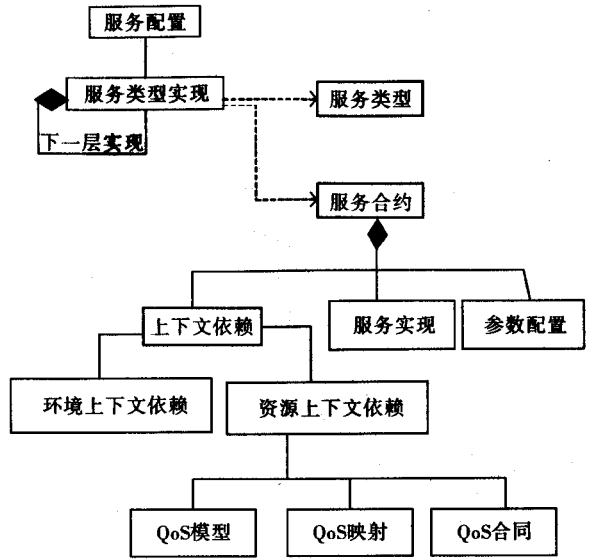 服务配置
服务类型实现
服务类型
下一层实现
服务合约
上下文依赖
服务实现
参数配置
环境上下文依赖
资源上下文依赖
QoS模型
QoS映射
QoS合同